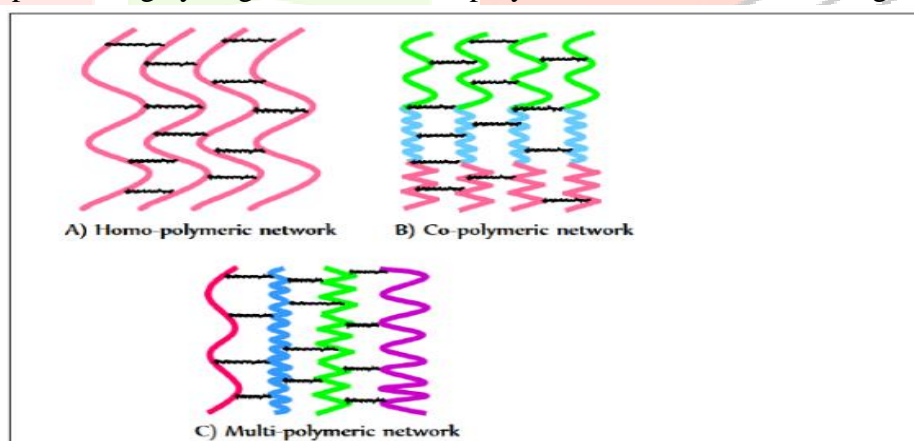 A) Homo-polymeric network
B) Co-polymeric network
C) Multi-polymeric network